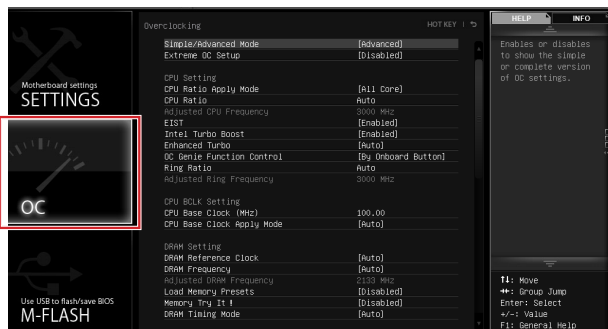 Motherboard settings
SETTINGS
OC
Use USB to flash/save BIOS
M-FLASH
Overclocking
HOT KEY |
Simple/Advanced Mode [Advanced]
Extreme OC Setup [Disabled]
CPU Setting
CPU Ratio Apply Mode [All Core]
CPU Ratio Auto
Adjusted CPU Frequency 3000 MHz
EIST [Enabled]
Intel Turbo Boost [Enabled]
Enhanced Turbo [Auto]
OC Genie Function Control [By Onboard Button]
Ring Ratio Auto
Adjusted Ring Frequency 3000 MHz
CPU BCLK Setting
CPU Base Clock (MHz) 100.00
CPU Base Clock Apply Mode [Auto]
DRAM Setting
DRAM Reference Clock [Auto]
DRAM Frequency [Auto]
Adjusted DRAM Frequency 2133 MHz
Load Memory Presets [Disabled]
Memory Try It ! [Disabled]
DRAM Timing Mode [Auto]
HELP
INFO
Enables or disables
to show the simple
or complete version
of OC settings.
↑↓: Move
→←: Group Jump
Enter: Select
+/-: Value
F1: General Help